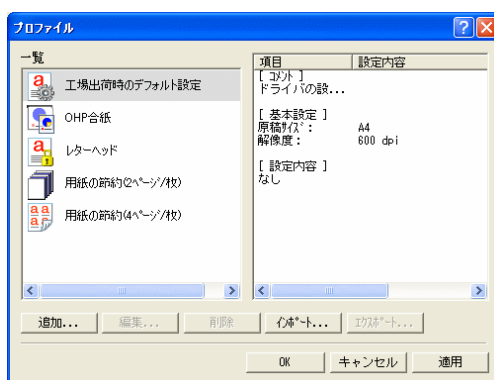 プロファイル
一覧
工場出荷時のデフォルト設定
OHP合紙
レターヘッド
用紙の節約(2ページ/枚)
用紙の節約(4ページ/枚)
項目 設定内容
[ コメント ]
ドライバの設...
[ 基本設定 ]
原稿サイズ: A4
解像度: 600 dpi
[ 設定内容 ]
なし
追加... 編集... 削除 インポート... エクスポート...
OK キャンセル 適用